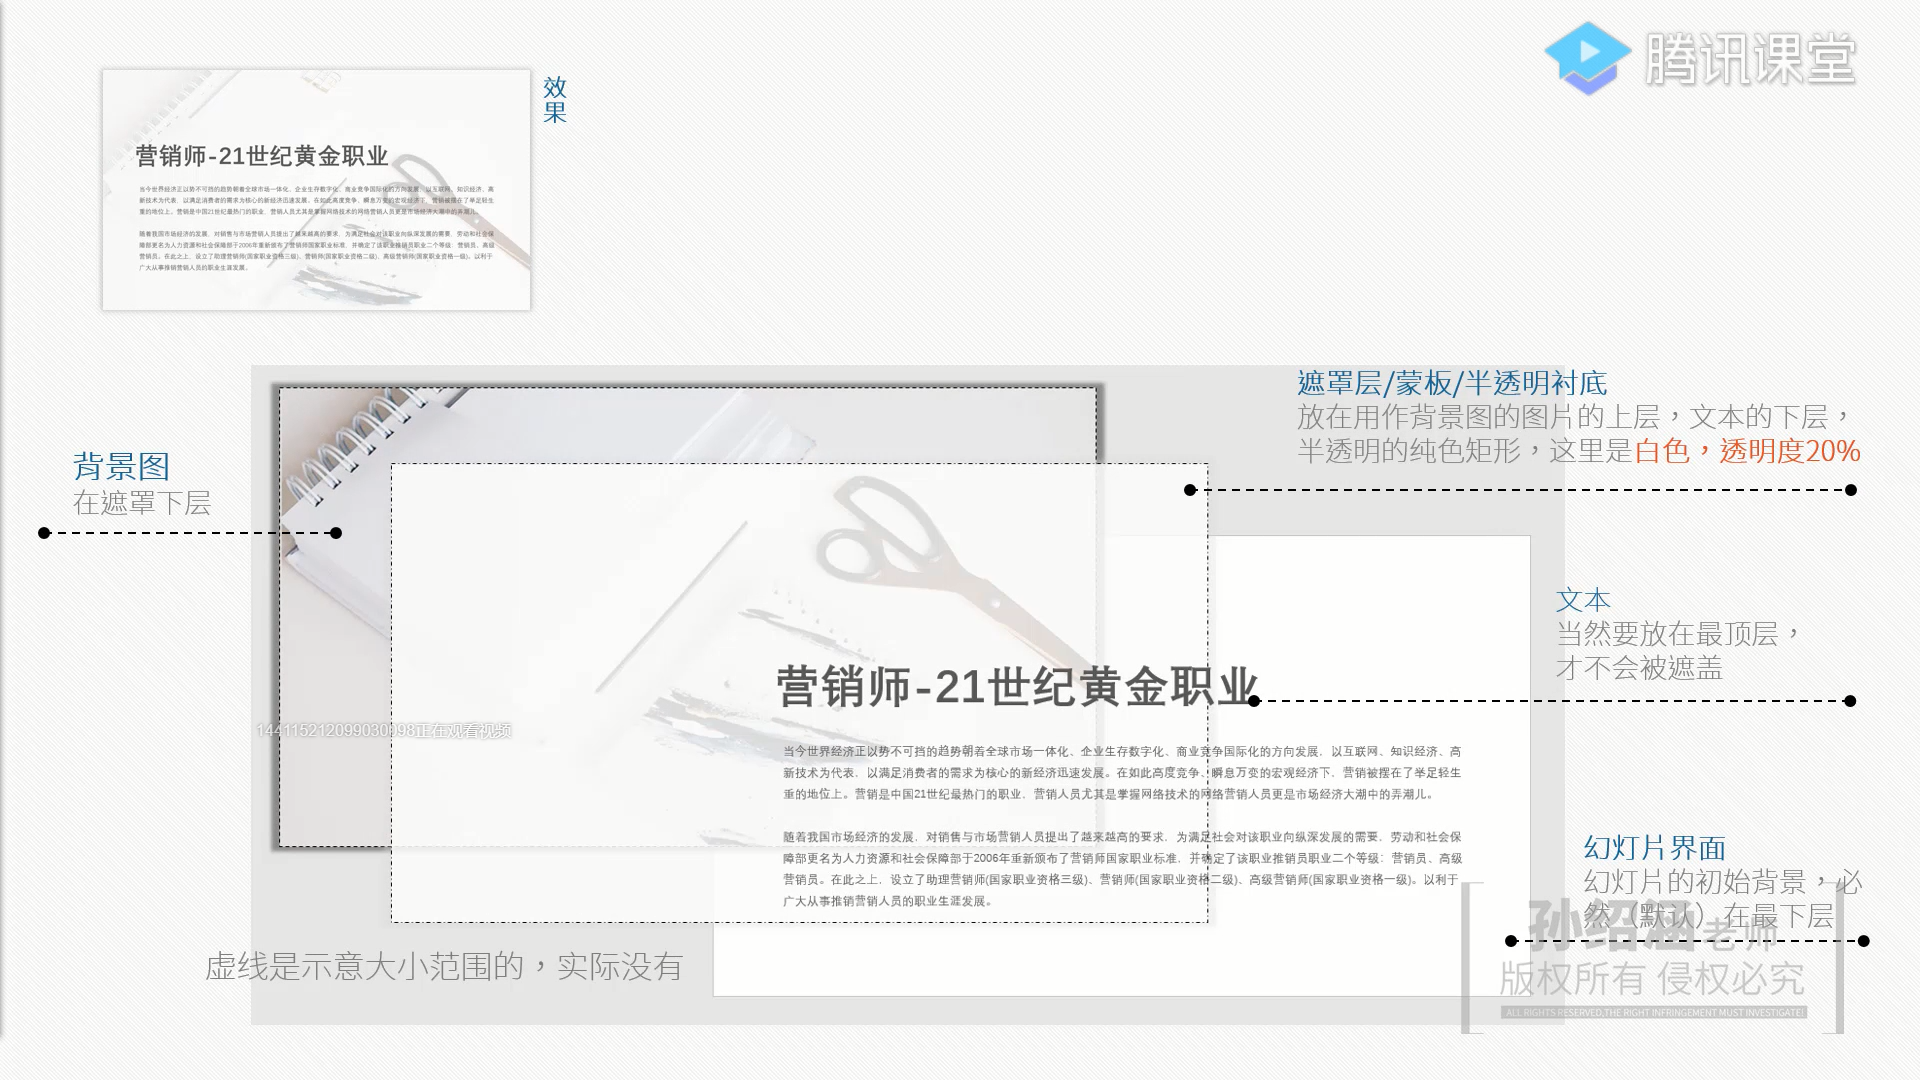 腾讯课堂
效果
营销师-21世纪黄金职业
当今世界经济正以势不可挡的趋势朝着全球市场一体化、企业生存数字化、商业竞争国际化的方向发展，以互联网、知识经济、高
新技术为代表，以满足消费者的需求为核心的新经济迅速发展。在如此高度竞争、瞬息万变的宏观经济下，营销被摆在了举足轻生
重的地位上。营销是中国21世纪最热门的职业，营销人员尤其是掌握网络技术的网络营销人员更是市场经济大潮中的弄潮儿。
随着我国市场经济的发展，对销售与市场营销人员提出了越来越高的要求，为满足社会对该职业向纵深发展的需要，劳动和社会保
障部更名为人力资源和社会保障部于2006年重新颁布了营销师国家职业标准，并确定了该职业推销员职业二个等级：营销员、高级
营销员。在此之上，设立了助理营销师(国家职业资格三级)、营销师(国家职业资格二级)、高级营销师(国家职业资格一级)。以利于
广大从事推销营销人员的职业生涯发展。
遮罩层/蒙板/半透明衬底
放在用作背景图的图片的上层，文本的下层，
半透明的纯色矩形，这里是白色，透明度20%
背景图
在遮罩下层
文本
当然要放在最顶层，
才不会被遮盖
144115212099030098正在观看视频
营销师-21世纪黄金职业
当今世界经济正以势不可挡的趋势朝着全球市场一体化、企业生存数字化、商业竞争国际化的方向发展，以互联网、知识经济、高
新技术为代表，以满足消费者的需求为核心的新经济迅速发展。在如此高度竞争、瞬息万变的宏观经济下，营销被摆在了举足轻生
重的地位上。营销是中国21世纪最热门的职业，营销人员尤其是掌握网络技术的网络营销人员更是市场经济大潮中的弄潮儿。
随着我国市场经济的发展，对销售与市场营销人员提出了越来越高的要求，为满足社会对该职业向纵深发展的需要，劳动和社会保
障部更名为人力资源和社会保障部于2006年重新颁布了营销师国家职业标准，并确定了该职业推销员职业二个等级：营销员、高级
营销员。在此之上，设立了助理营销师(国家职业资格三级)、营销师(国家职业资格二级)、高级营销师(国家职业资格一级)。以利于
广大从事推销营销人员的职业生涯发展。
幻灯片界面
幻灯片的初始背景，必
然（默认）在最下层
虚线是示意大小范围的，实际没有
孙绍涵老师
版权所有 侵权必究
ALL RIGHTS RESERVED,THE RIGHT INFRINGEMENT MUST INVESTIGATE!